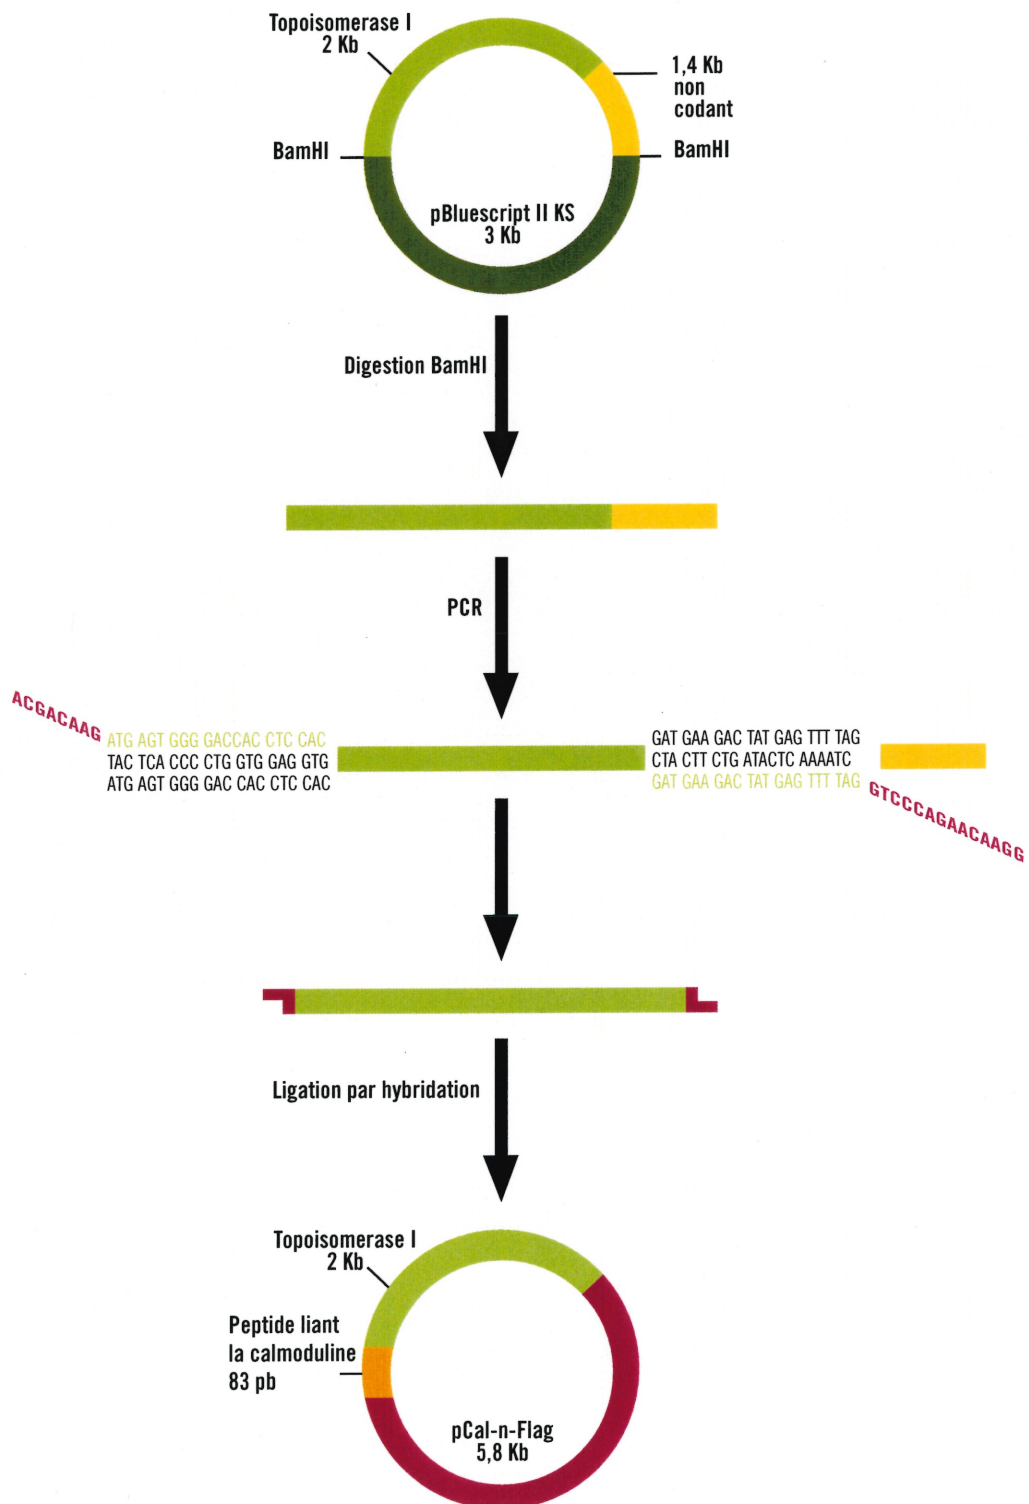 Topoisomerase I
2 Kb
1,4 Kb
non
codant
BamHI
BamHI
pBluescript II KS
3 Kb
Digestion BamHI
PCR
ACGACAAG
ATG AGT GGG GACCAC CTC CAC
TAC TCA CCC CTG GTG GAG GTG
ATG AGT GGG GAC CAC CTC CAC
GAT GAA GAC TAT GAG TTT TAG
CTA CTT CTG ATACTC AAAATC
GAT GAA GAC TAT GAG TTT TAG
GTCCCAGAACAAGG
Ligation par hybridation
Topoisomerase I
2 Kb
Peptide liant
la calmoduline
83 pb
pCal-n-Flag
5,8 Kb